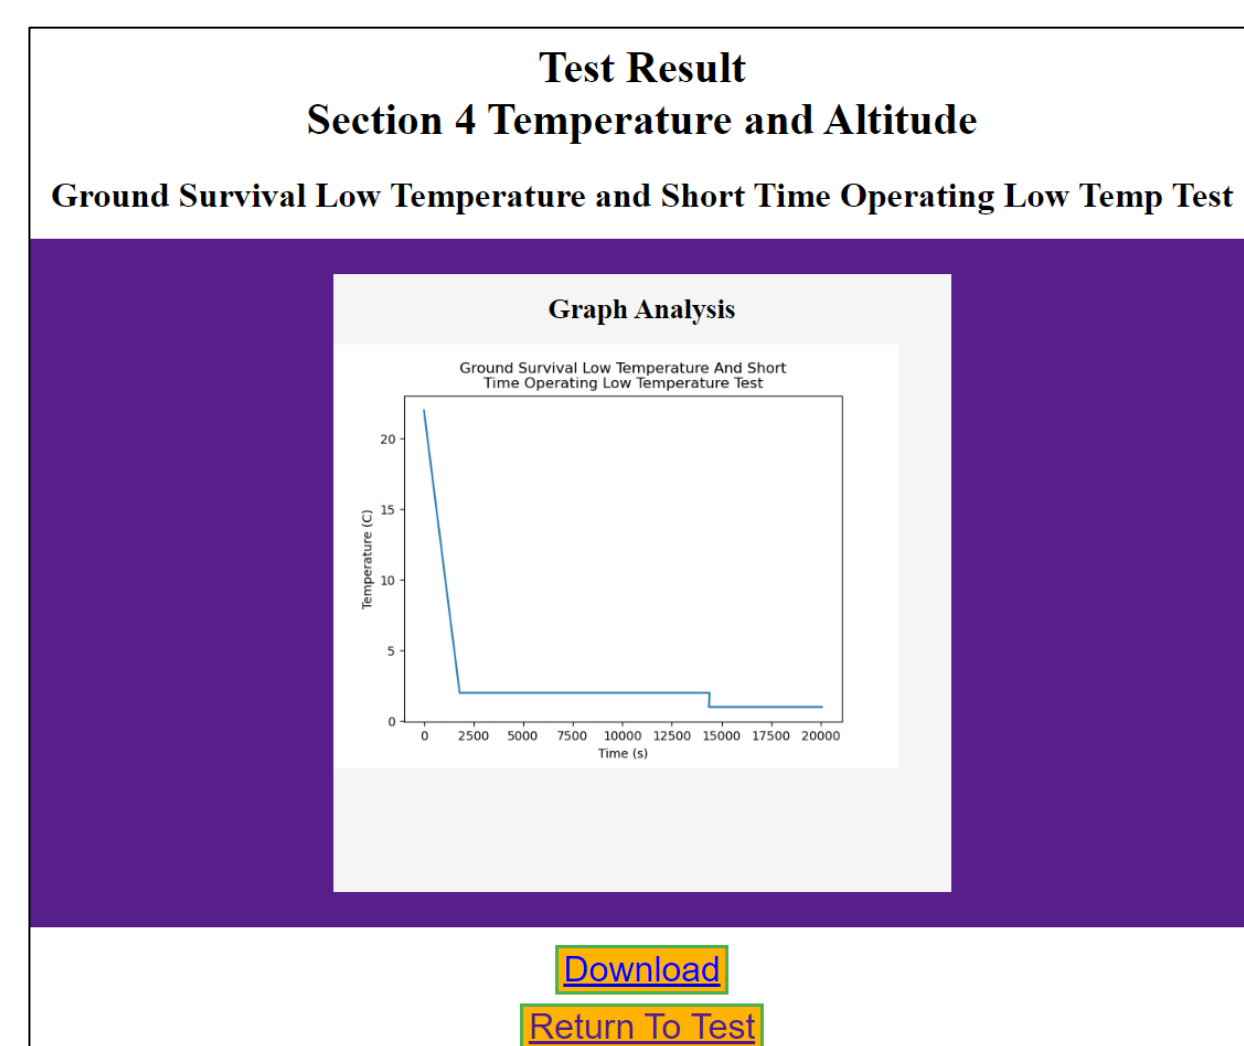 Test Result
Section 4 Temperature and Altitude
Ground Survival Low Temperature and Short Time Operating Low Temp Test
Graph Analysis
Ground Survival Low Temperature And Short
Time Operating Low Temperature Test
Temperature (C)
20
15
10
5
0
0 2500 5000 7500 10000 12500 15000 17500 20000
Time (s)
Download
Return To Test